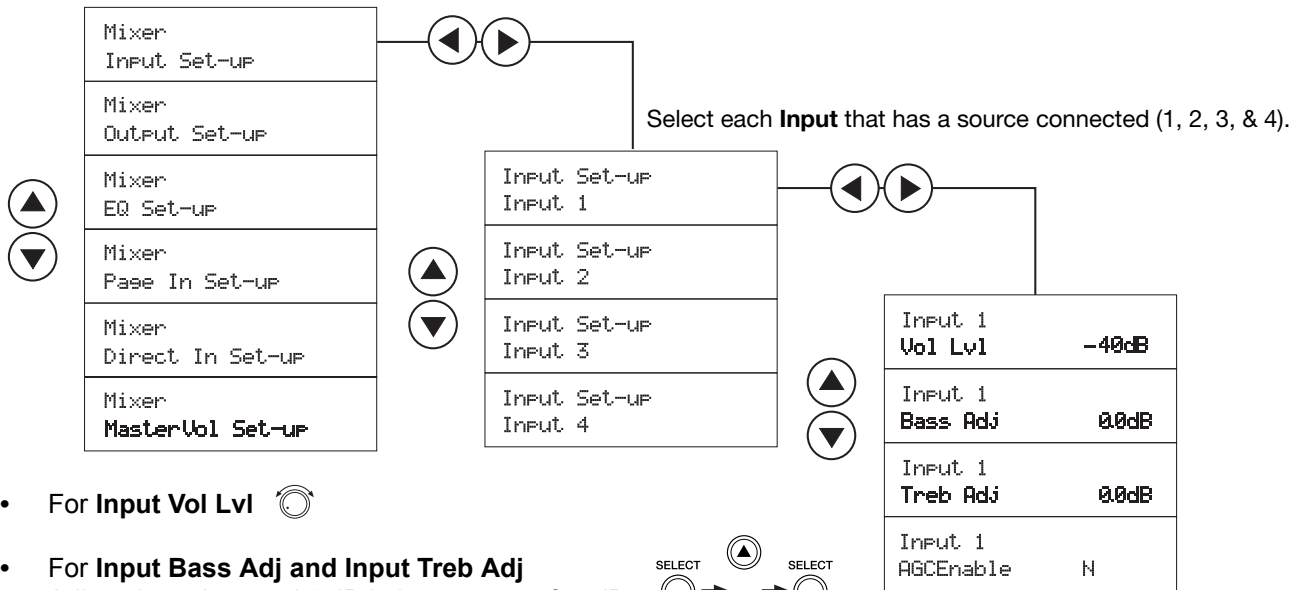 Mixer
Input Set-up
Mixer
Output Set-up
Mixer
EQ Set-up
Mixer
Page In Set-up
Mixer
Direct In Set-up
Mixer
MasterVol Set-up
Select each Input that has a source connected (1, 2, 3, & 4).
Input Set-up
Input 1
Input Set-up
Input 2
Input Set-up
Input 3
Input Set-up
Input 4
Input 1
Vol Lvl -40dB
Input 1
Bass Adj 0.0dB
Input 1
Treb Adj 0.0dB
Input 1
AGCEnable N
• For Input Vol Lvl
• For Input Bass Adj and Input Treb Adj
SELECT SELECT